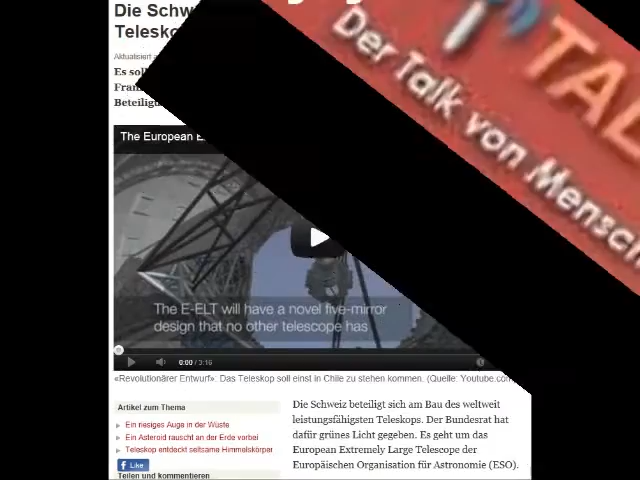 Die Schw
Telesko
Aktualisiert
Es soll
Fran
Beteiligu
TAL
Der Talk von Mensch
The European E
The E-ELT will have a novel five-mirror
design that no other telescope has
0:00 / 3:16
«Revolutionärer Entwurf»: Das Teleskop soll einst in Chile zu stehen kommen. (Quelle: Youtube.com
Artikel zum Thema
Ein riesiges Auge in der Wüste
Ein Asteroid rauscht an der Erde vorbei
Teleskop entdeckt seltsame Himmelskörper
Like
Teilen und kommentieren
Die Schweiz beteiligt sich am Bau des weltweit
leistungsfähigsten Teleskops. Der Bundesrat hat
dafür grünes Licht gegeben. Es geht um das
European Extremely Large Telescope der
Europäischen Organisation für Astronomie (ESO).